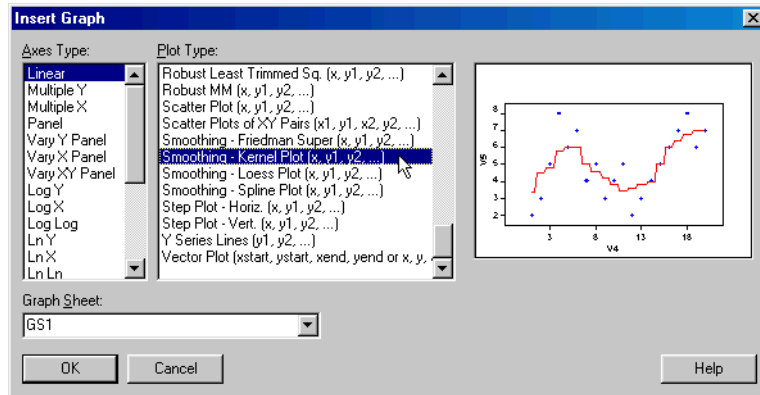 Insert Graph
Axes Type:
Linear
Multiple Y
Multiple X
Panel
Vary Y Panel
Vary X Panel
Vary XY Panel
Log Y
Log X
Log Log
Ln Y
Ln X
Ln Ln
Plot Type:
Robust Least Trimmed Sq. (x, y1, y2, ...)
Robust MM (x, y1, y2, ...)
Scatter Plot (x, y1, y2, ...)
Scatter Plots of XY Pairs (x1, y1, x2, y2, ...)
Smoothing - Friedman Super (x, y1, y2, ...)
Smoothing - Kernel Plot (x, y1, y2, ...)
Smoothing - Loess Plot (x, y1, y2, ...)
Smoothing - Spline Plot (x, y1, y2, ...)
Step Plot - Horiz. (x, y1, y2, ...)
Step Plot - Vert. (x, y1, y2, ...)
Y Series Lines (y1, y2, ...)
Vector Plot (xstart, ystart, xend, yend or x, y,
8
7
6
5
4
3
2
V5
3 8 13 18
V4
Graph Sheet:
GS1
OK
Cancel
Help